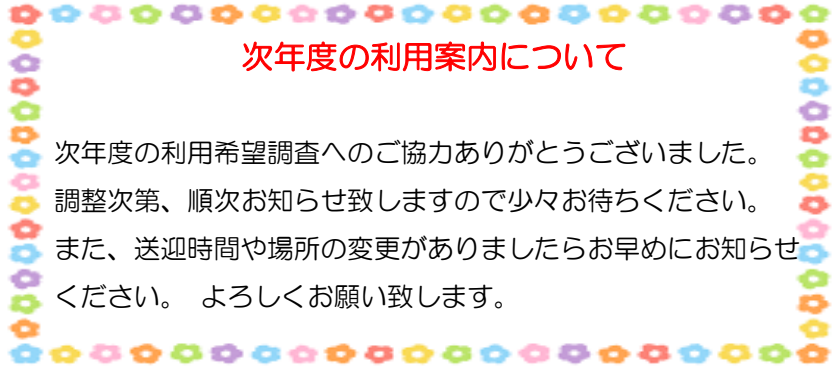 次年度の利用案内について
次年度の利用希望調査へのご協力ありがとうございました。
調整次第、順次お知らせ致しますので少々お待ちください。
また、送迎時間や場所の変更がありましたらお早めにお知らせ
ください。 よろしくお願い致します。